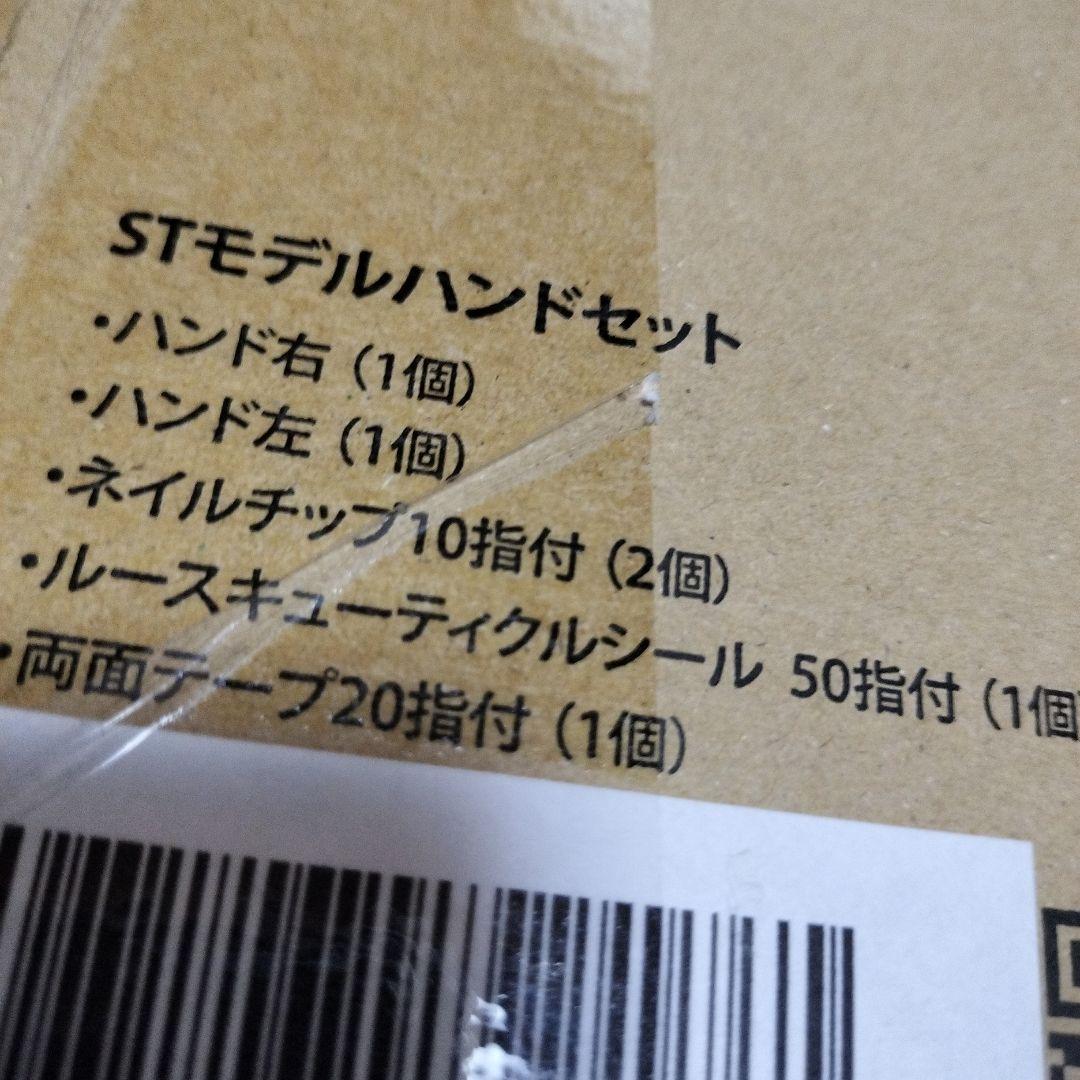 STモデルハンドセット
・ハンド右（1個）
・ハンド左（1個）
・ネイルチップ10指付（2個）
・ルースキューティクルシール 50指付（1個
・両面テープ20指付（1個）